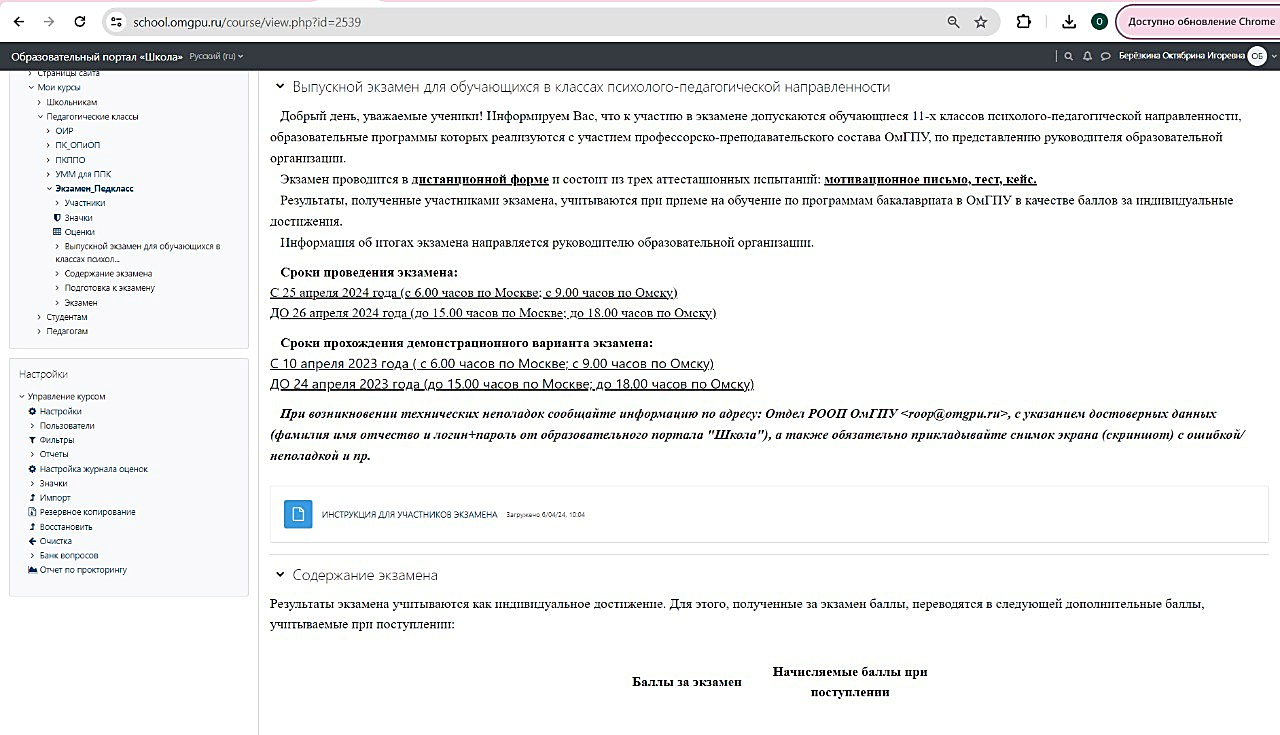 school.omgpu.ru/course/view.php?id=2539
О
Доступно обновление Chrome
Образовательный портал «Школа» Русский (ru)
Берёзкина Октябрина Игоревна ОБ
Страницы сайта
Мои курсы
Школьникам
Педагогические классы
ОИР
ПК_ОПиОП
ПКППО
УММ для ППК
Экзамен_Педкласс
Участники
Значки
Оценки
Выпускной экзамен для обучающихся в
классах психол...
Содержание экзамена
Подготовка к экзамену
Экзамен
Студентам
Педагогам
Настройки
Управление курсом
Настройки
Пользователи
Фильтры
Отчеты
Настройка журнала оценок
Значки
Импорт
Резервное копирование
Восстановить
Очистка
Банк вопросов
Отчет по прокторингу
Выпускной экзамен для обучающихся в классах психолого-педагогической направленности
Добрый день, уважаемые ученики! Информируем Вас, что к участию в экзамене допускаются обучающиеся 11-х классов психолого-педагогической направленности,
образовательные программы которых реализуются с участием профессорско-преподавательского состава ОмГПУ, по представлению руководителя образовательной
организации.
Экзамен проводится в дистанционной форме и состоит из трех аттестационных испытаний: мотивационное письмо, тест, кейс.
Результаты, полученные участниками экзамена, учитываются при приеме на обучение по программам бакалавриата в ОмГПУ в качестве баллов за индивидуальные
достижения.
Информация об итогах экзамена направляется руководителю образовательной организации.
Сроки проведения экзамена:
С 25 апреля 2024 года (с 6.00 часов по Москве; с 9.00 часов по Омску)
ДО 26 апреля 2024 года (до 15.00 часов по Москве; до 18.00 часов по Омску)
Сроки прохождения демонстрационного варианта экзамена:
С 10 апреля 2023 года ( с 6.00 часов по Москве; с 9.00 часов по Омску)
ДО 24 апреля 2023 года (до 15.00 часов по Москве; до 18.00 часов по Омску)
При возникновении технических неполадок сообщайте информацию по адресу: Отдел РООП ОмГПУ <roop@omgpu.ru>, с указанием достоверных данных
(фамилия имя отчество и логин+пароль от образовательного портала "Школа"), а также обязательно прикладывайте снимок экрана (скриншот) с ошибкой/
неполадкой и пр.
ИНСТРУКЦИЯ ДЛЯ УЧАСТНИКОВ ЭКЗАМЕНА Загружено 6/04/24, 10:04
Содержание экзамена
Результаты экзамена учитываются как индивидуальное достижение. Для этого, полученные за экзамен баллы, переводятся в следующей дополнительные баллы,
учитываемые при поступлении:
Баллы за экзамен
Начисляемые баллы при
поступлении